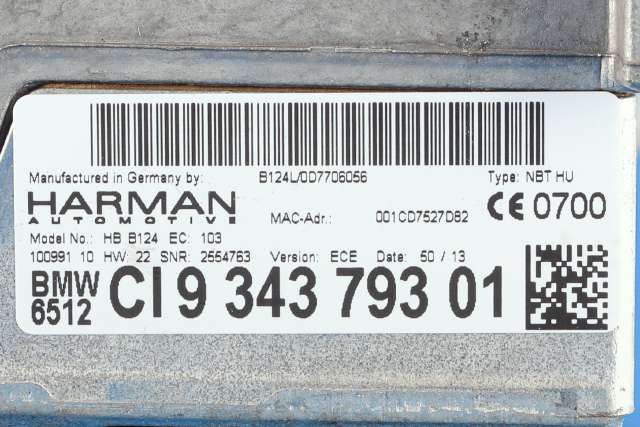 Manufactured in Germany by: B124L/0D7706056 Type: NBT HU
HARMAN
AUTOMOTIVE
MAC-Adr.: 001CD7527D82
CE 0700
Model No.: HB B124 EC: 103
100991 10 HW: 22 SNR: 2554763 Version: ECE Date: 50 / 13
BMW
6512
CI 9 343 793 01